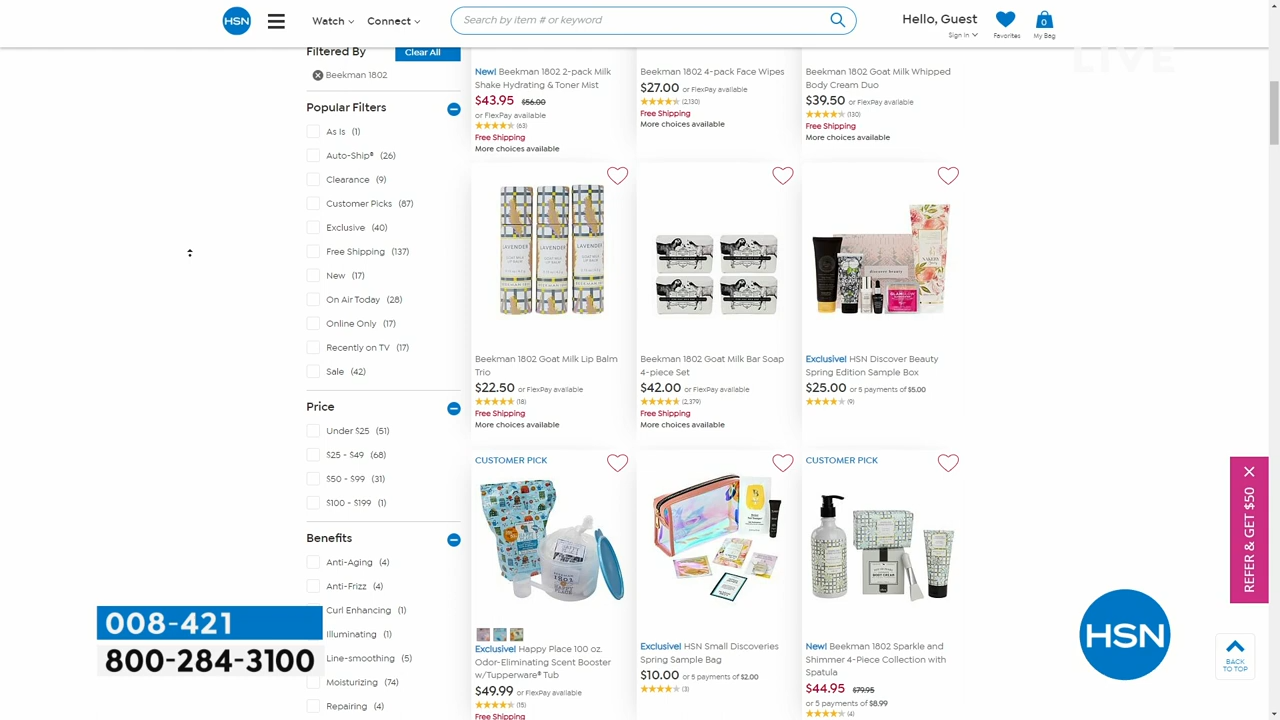 HSN
Watch
Connect
Search by item # or keyword
Hello, Guest
Sign In
Favorites
0
My Bag
LIVE
Filtered By
Clear All
Beekman 1802
Popular Filters
As Is (1)
Auto-Ship® (26)
Clearance (9)
Customer Picks (87)
Exclusive (40)
Free Shipping (137)
New (17)
On Air Today (28)
Online Only (17)
Recently on TV (17)
Sale (42)
Price
Under $25 (51)
$25 - $49 (68)
$50 - $99 (31)
$100 - $199 (1)
Benefits
Anti-Aging (4)
Anti-Frizz (4)
Curl Enhancing (1)
Illuminating (1)
Line-smoothing (5)
Moisturizing (74)
Repairing (4)
New! Beekman 1802 2-pack Milk
Shake Hydrating & Toner Mist
$43.95 $56.00
or FlexPay available
(63)
Free Shipping
More choices available
Beekman 1802 4-pack Face Wipes
$27.00 or FlexPay available
(2,130)
Free Shipping
More choices available
Beekman 1802 Goat Milk Whipped
Body Cream Duo
$39.50 or FlexPay available
(130)
Free Shipping
More choices available
LAVENDER
LAVENDER
LAVENDER
Beekman 1802 Goat Milk Lip Balm
Trio
$22.50 or FlexPay available
(18)
Free Shipping
More choices available
Beekman 1802 Goat Milk Bar Soap
4-piece Set
$42.00 or FlexPay available
(2,379)
Free Shipping
More choices available
Discover Beauty
Exclusive! HSN Discover Beauty
Spring Edition Sample Box
$25.00 or 5 payments of $5.00
(9)
CUSTOMER PICK
Exclusive! Happy Place 100 oz.
Odor-Eliminating Scent Booster
w/Tupperware® Tub
$49.99 or FlexPay available
(15)
Free Shipping
Exclusive! HSN Small Discoveries
Spring Sample Bag
$10.00 or 5 payments of $2.00
(3)
CUSTOMER PICK
BODY CREAM
New! Beekman 1802 Sparkle and
Shimmer 4-Piece Collection with
Spatula
$44.95 $79.95
or 5 payments of $8.99
(4)
REFER & GET $50
BACK
TO TOP
HSN
008-421
800-284-3100